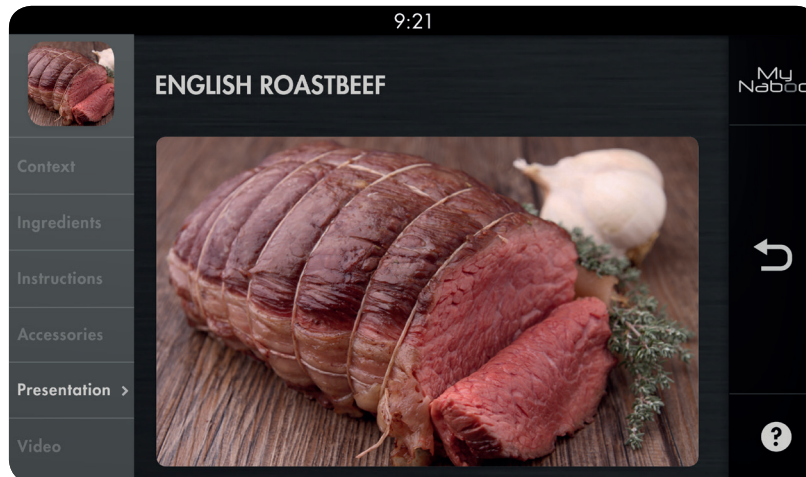 9:21
ENGLISH ROASTBEEF
My
Naboo
Context
Ingredients
Instructions
Accessories
Presentation >
Video
?